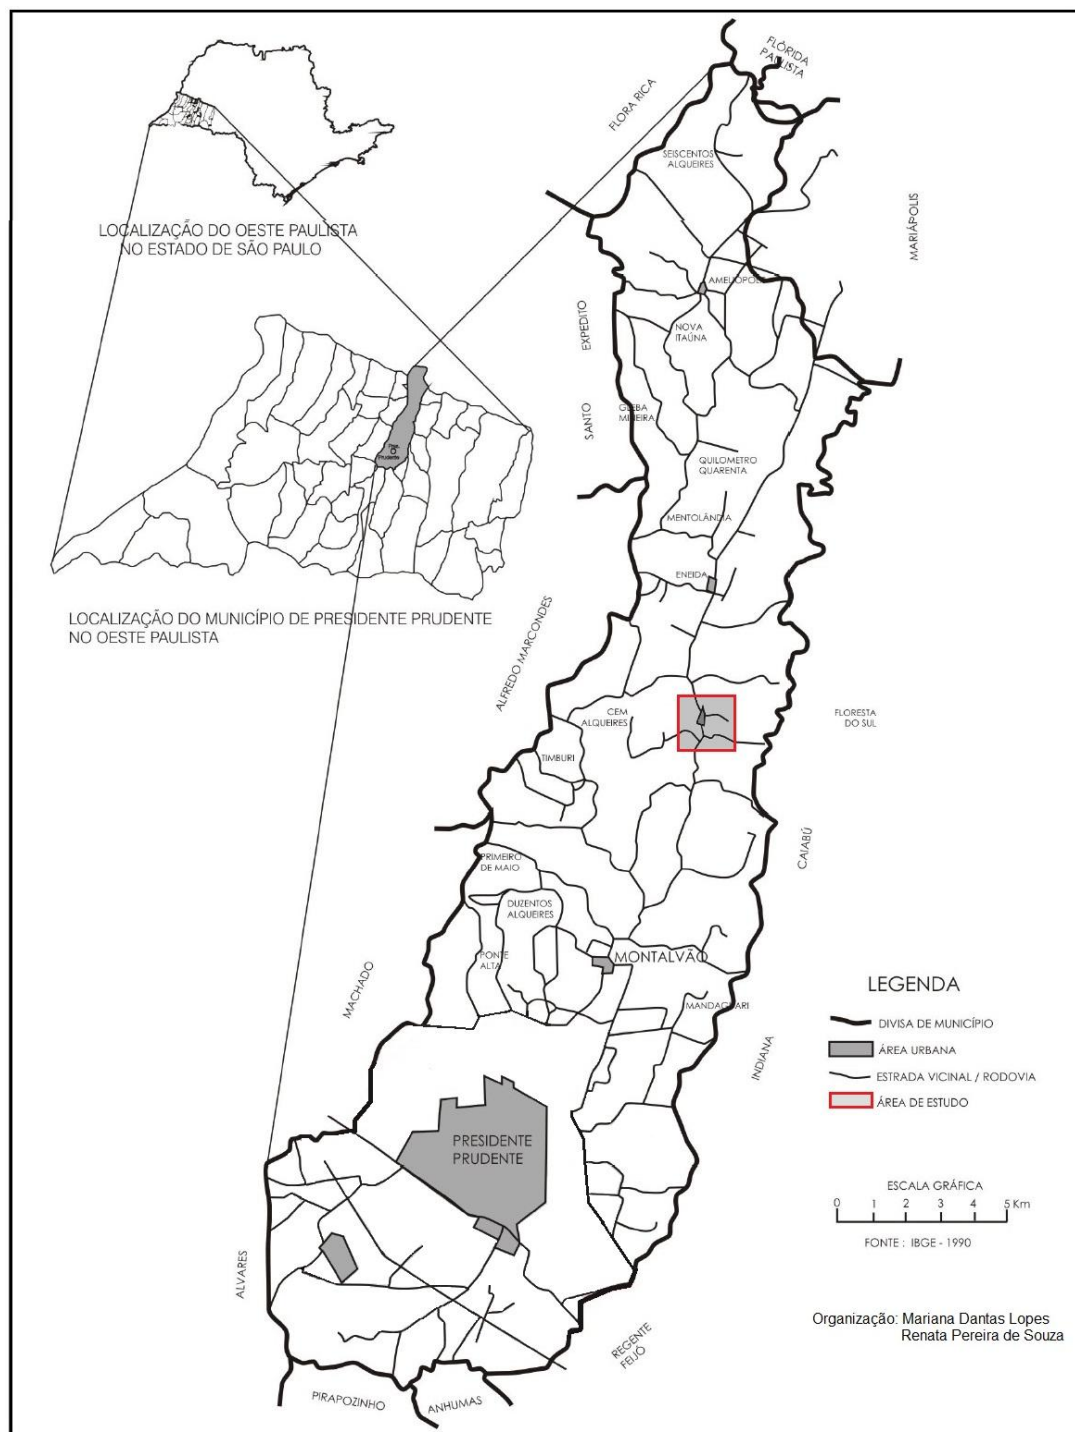 FLÓRIDA
PAULISTA
FLORA RICA
SEISCENTOS
ALQUEIRES
MARIÁPOLIS
LOCALIZAÇÃO DO OESTE PAULISTA
NO ESTADO DE SÃO PAULO
AMELIÓPOLIS
SANTO EXPEDITO
NOVA
ITAÚNA
GLEBA
MINEIRA
Pres.
Prudente
QUILOMETRO
QUARENTA
MENTOLÂNDIA
ENEIDA
LOCALIZAÇÃO DO MUNICÍPIO DE PRESIDENTE PRUDENTE
NO OESTE PAULISTA
ALFREDO MARCONDES
CEM
ALQUEIRES
FLORESTA
DO SUL
TIMBURI
CAIABÚ
PRIMEIRO
DE MAIO
DUZENTOS
ALQUEIRES
PONTE
ALTA
MONTALVÃO
MANDAGUARI
ALVARES MACHADO
INDIANA
LEGENDA
DIVISA DE MUNICÍPIO
ÁREA URBANA
ESTRADA VICINAL / RODOVIA
ÁREA DE ESTUDO
PRESIDENTE
PRUDENTE
ESCALA GRÁFICA
0 1 2 3 4 5 Km
FONTE : IBGE - 1990
Organização: Mariana Dantas Lopes
Renata Pereira de Souza
REGENTE
FEIJÓ
PIRAPOZINHO
ANHUMAS